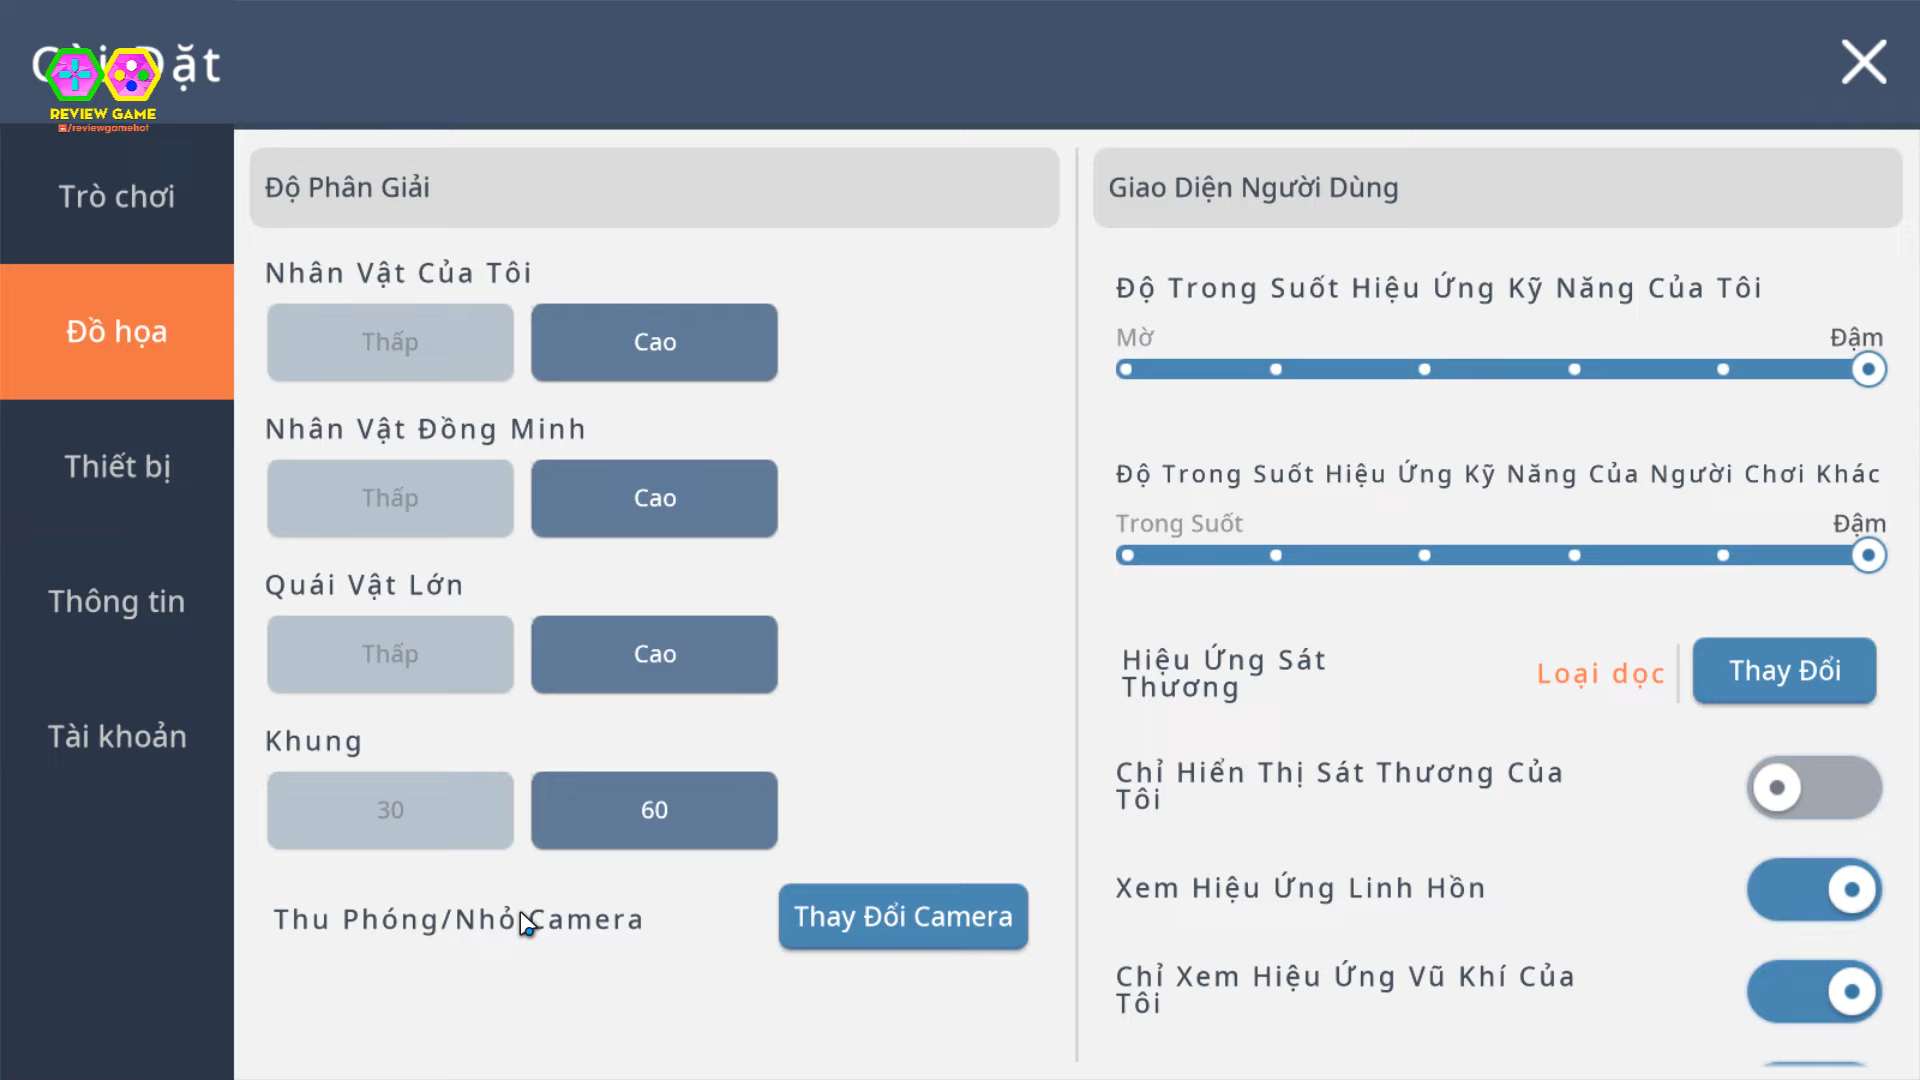 Cài Đặt
REVIEW GAME
/reviewgamehot
Trò chơi
Đồ họa
Thiết bị
Thông tin
Tài khoản
Độ Phân Giải
Nhân Vật Của Tôi
Thấp
Cao
Nhân Vật Đồng Minh
Thấp
Cao
Quái Vật Lớn
Thấp
Cao
Khung
30
60
Thu Phóng/Nhỏ Camera
Thay Đổi Camera
Giao Diện Người Dùng
Độ Trong Suốt Hiệu Ứng Kỹ Năng Của Tôi
Mờ
Đậm
Độ Trong Suốt Hiệu Ứng Kỹ Năng Của Người Chơi Khác
Trong Suốt
Đậm
Hiệu Ứng Sát
Thương
Loại dọc
Thay Đổi
Chỉ Hiển Thị Sát Thương Của
Tôi
Xem Hiệu Ứng Linh Hồn
Chỉ Xem Hiệu Ứng Vũ Khí Của
Tôi